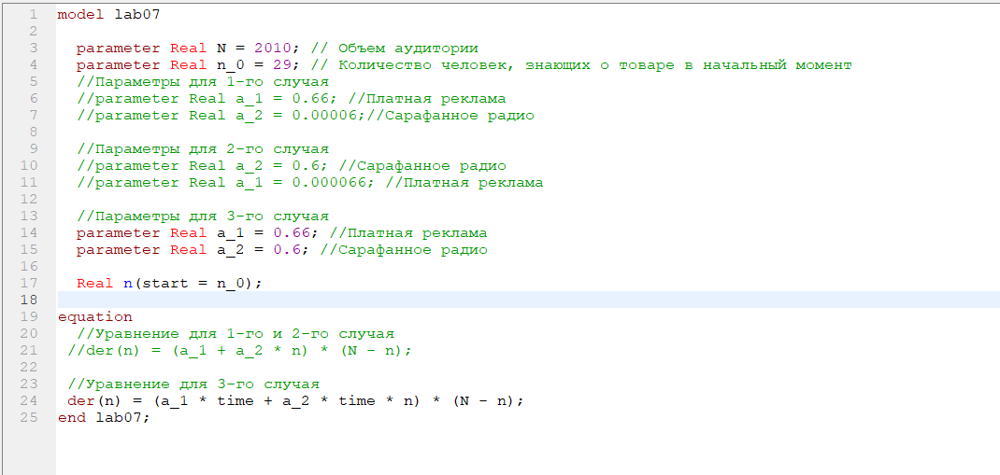 1 model lab07
2
3 parameter Real N = 2010; // Объем аудитории
4 parameter Real n_0 = 29; // Количество человек, знающих о товаре в начальный момент
5 //Параметры для 1-го случая
6 //parameter Real a_1 = 0.66; //Платная реклама
7 //parameter Real a_2 = 0.00006;//Сарафанное радио
8
9 //Параметры для 2-го случая
10 //parameter Real a_2 = 0.6; //Сарафанное радио
11 //parameter Real a_1 = 0.000066; //Платная реклама
12
13 //Параметры для 3-го случая
14 parameter Real a_1 = 0.66; //Платная реклама
15 parameter Real a_2 = 0.6; //Сарафанное радио
16
17 Real n(start = n_0);
18
19 equation
20 //Уравнение для 1-го и 2-го случая
21 //der(n) = (a_1 + a_2 * n) * (N - n);
22
23 //Уравнение для 3-го случая
24 der(n) = (a_1 * time + a_2 * time * n) * (N - n);
25 end lab07;